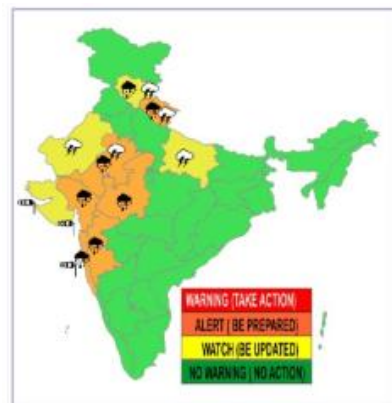 WARNING (TAKE ACTION)
ALERT ( BE PREPARED)
WATCH (BE UPDATED)
NO WARNING ( NO ACTION)